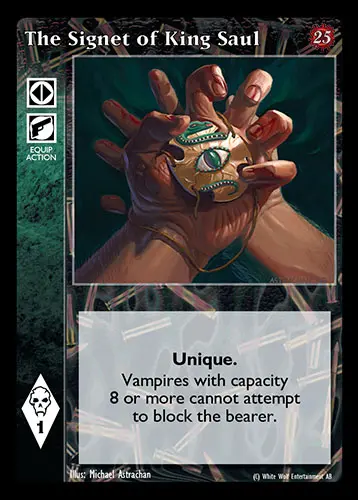 The Signet of King Saul
25
EQUIP
ACTION
Unique.
Vampires with capacity
8 or more cannot attempt
to block the bearer.
1
Illus: Michael Astrachan
(C) White Wolf Entertainment AB